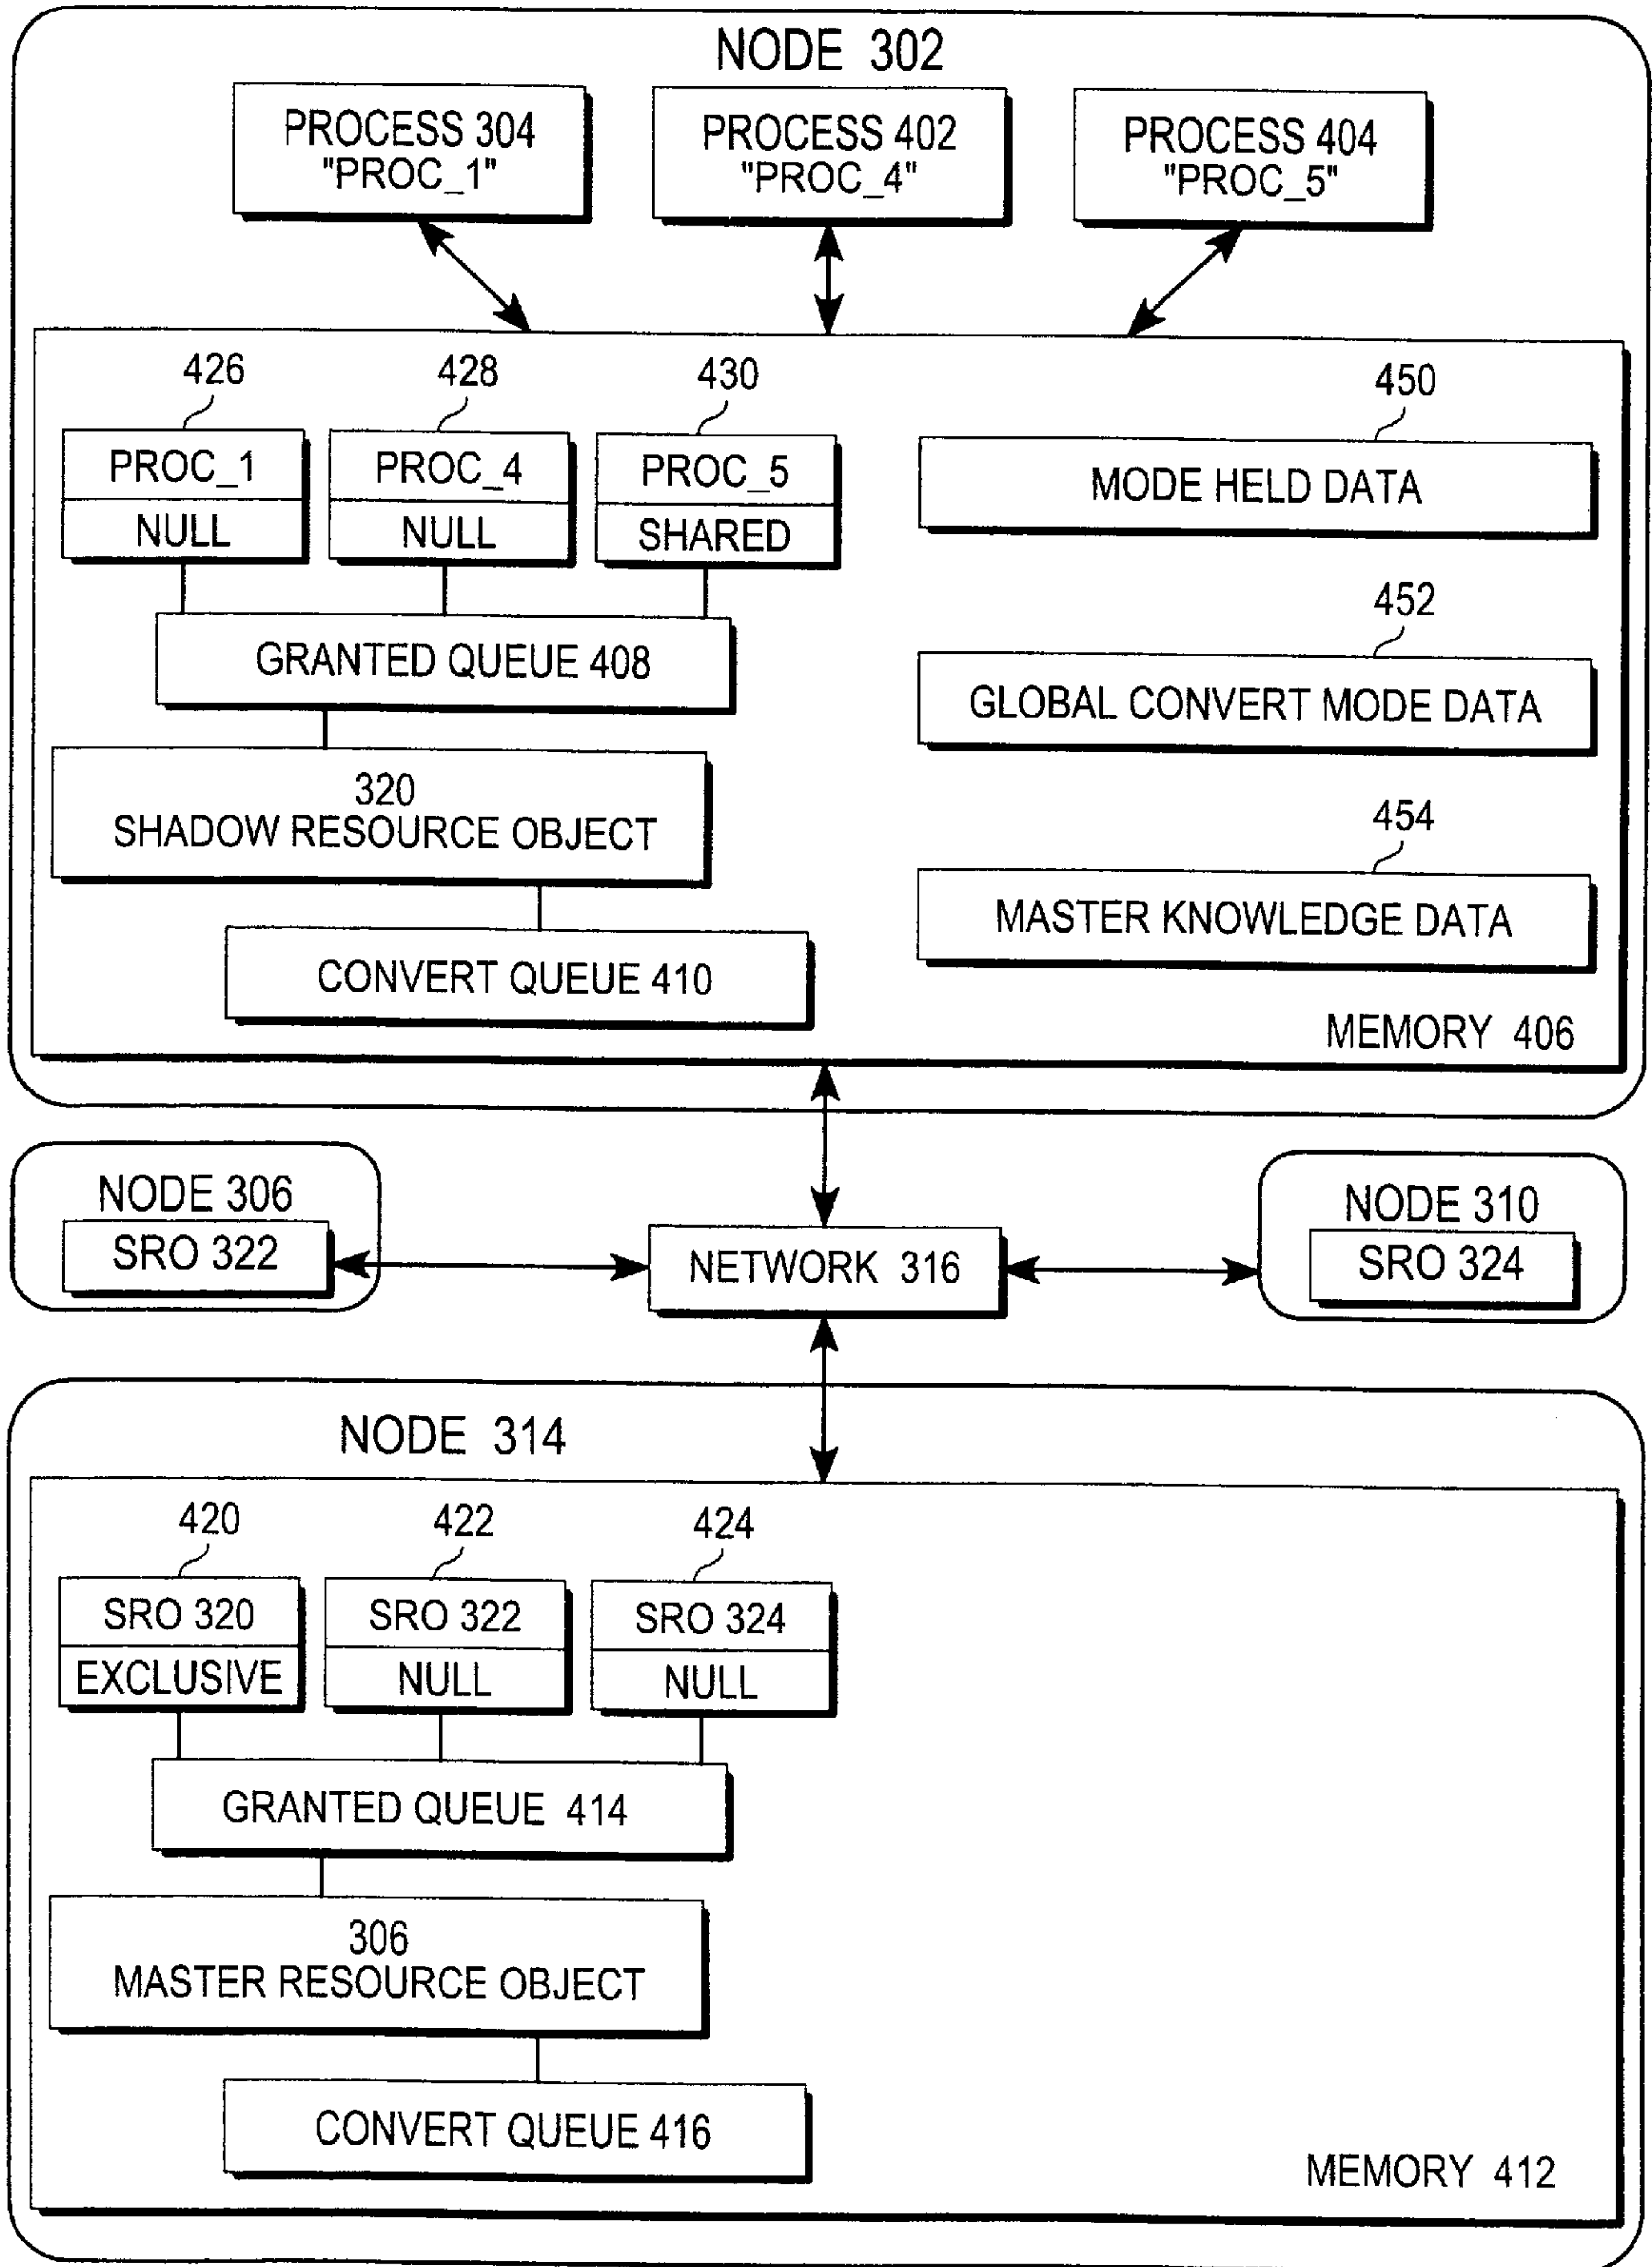 NODE 302
PROCESS 304
"PROC_1"
PROCESS 402
"PROC_4"
PROCESS 404
"PROC_5"
426
428
430
450
PROC_1
NULL
PROC_4
NULL
PROC_5
SHARED
MODE HELD DATA
GRANTED QUEUE 408
452
GLOBAL CONVERT MODE DATA
320
SHADOW RESOURCE OBJECT
454
MASTER KNOWLEDGE DATA
CONVERT QUEUE 410
MEMORY 406
NODE 306
SRO 322
NETWORK 316
NODE 310
SRO 324
NODE 314
420
422
424
SRO 320
EXCLUSIVE
SRO 322
NULL
SRO 324
NULL
GRANTED QUEUE 414
306
MASTER RESOURCE OBJECT
CONVERT QUEUE 416
MEMORY 412